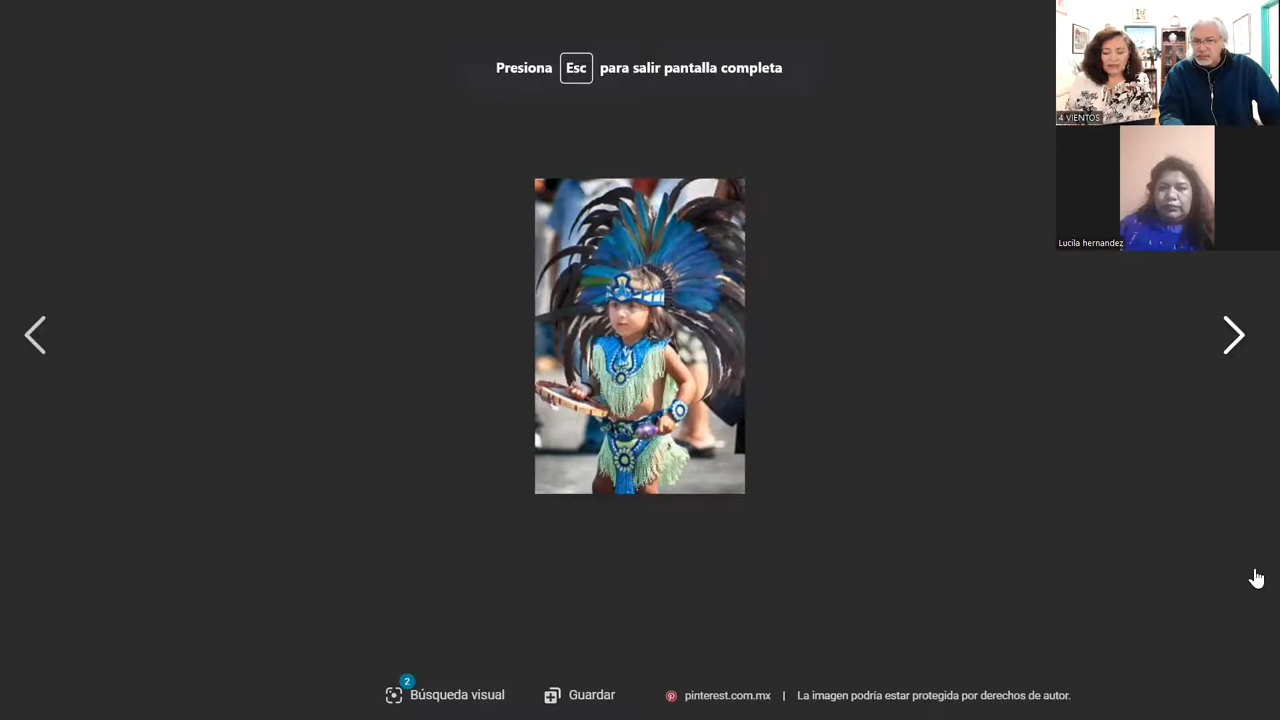 Presiona Esc para salir pantalla completa
4 VIENTOS
Lucila hernandez
2
Búsqueda visual
Guardar
pinterest.com.mx | La imagen podría estar protegida por derechos de autor.